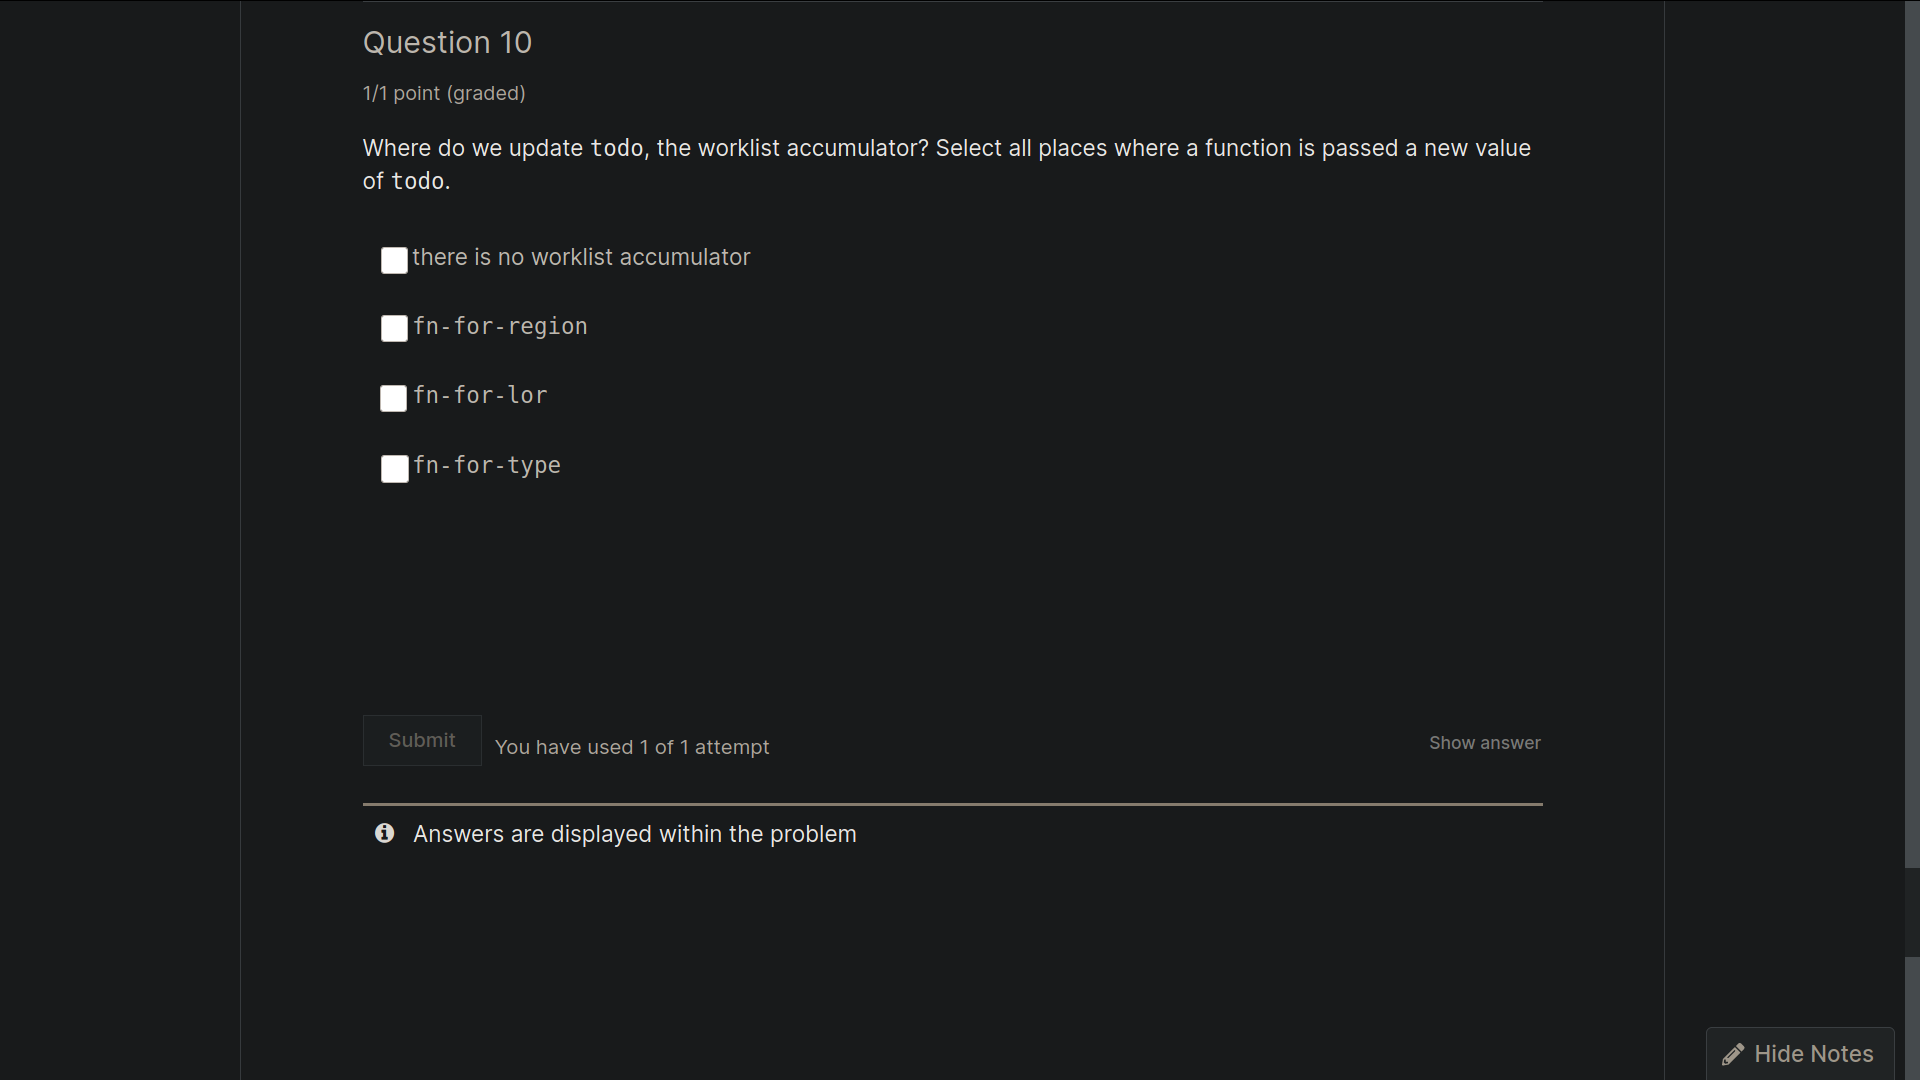 Question 10
1/1 point (graded)
Where do we update todo, the worklist accumulator? Select all places where a function is passed a new value
of todo.
there is no worklist accumulator
fn-for-region
fn-for-lor
fn-for-type
Submit
You have used 1 of 1 attempt
Show answer
Answers are displayed within the problem
Hide Notes